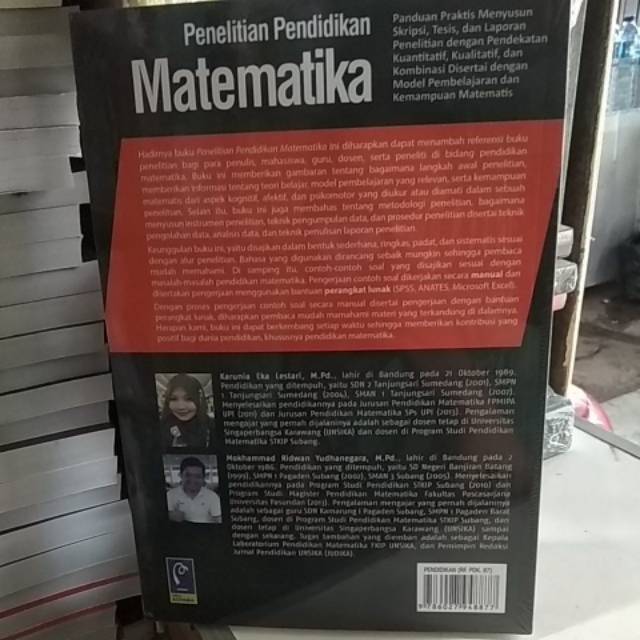 Penelitian Pendidikan
Matematika
Panduan Praktis Menyusun
Skripsi, Tesis, dan Laporan
Penelitian dengan Pendekatan
Kuantitatif, Kualitatif, dan
Kombinasi Disertai dengan
Model Pembelajaran dan
Kemampuan Matematis
Hadirnya buku Penelitian Pendidikan Matematika ini diharapkan dapat menambah referensi buku
penelitian bagi para penulis, mahasiswa, guru, dosen, serta peneliti di bidang pendidikan
matematika. Buku ini memberikan gambaran tentang bagaimana langkah awal penelitian,
memberikan informasi tentang teori belajar, model pembelajaran yang relevan, serta kemampuan
matematis dari aspek kognitif, afektif, dan psikomotor yang diukur atau diamati dalam sebuah
penelitian. Selain itu, buku ini juga membahas tentang metodologi penelitian, bagaimana
menyusun instrumen penelitian, teknik pengumpulan data, dan prosedur penelitian disertai teknik
pengolahan data, analisis data, dan teknik penulisan laporan penelitian.
Keunggulan buku ini, yaitu disajikan dalam bentuk sederhana, ringkas, padat, dan sistematis sesuai
dengan alur penelitian. Bahasa yang digunakan dirancang sebaik mungkin sehingga pembaca
mudah memahami. Di samping itu, contoh-contoh soal yang disajikan sesuai dengan
masalah-masalah pendidikan matematika. Pengerjaan contoh soal dikerjakan secara manual dan
disertakan pengerjaan menggunakan bantuan perangkat lunak (SPSS, ANATES, Microsoft Excel).
Dengan proses pengerjaan contoh soal secara manual disertai pengerjaan dengan bantuan
perangkat lunak, diharapkan pembaca mudah mamahami materi yang terkandung di dalamnya.
Harapan kami, buku ini dapat berkembang setiap waktu sehingga memberikan kontribusi yang
positif bagi dunia pendidikan, khususnya pendidikan matematika.
Karunia Eka Lestari, M.Pd., lahir di Bandung pada 21 Oktober 1989.
Pendidikan yang ditempuh, yaitu SDN 2 Tanjungsari Sumedang (2001), SMPN
1 Tanjungsari Sumedang (2004), SMAN 1 Tanjungsari Sumedang (2007).
Menyelesaikan pendidikannya pada Jurusan Pendidikan Matematika FPMIPA
UPI (2011) dan Jurusan Pendidikan Matematika SPs UPI (2013). Pengalaman
mengajar yang pernah dijalaninya adalah sebagai dosen tetap di Universitas
Singaperbangsa Karawang (UNSIKA) dan dosen di Program Studi Pendidikan
Matematika STKIP Subang.
Mokhammad Ridwan Yudhanegara, M.Pd., lahir di Bandung pada 2
Oktober 1986. Pendidikan yang ditempuh, yaitu SD Negeri Banjiran Batang
(1999), SMPN 1 Pagaden Subang (2002), SMAN 3 Subang (2005). Menyelesaikan
pendidikannya pada Program Studi Pendidikan STKIP Subang (2010) dan
Program Studi Magister Pendidikan Matematika Fakultas Pascasarjana
Universitas Pasundan (2013). Pengalaman mengajar yang pernah dijalaninya
adalah sebagai guru SDN Kamarung I Pagaden Subang, SMPN 1 Pagaden Barat
Subang, dosen di Program Studi Pendidikan Matematika STKIP Subang, dan
dosen tetap di Universitas Singaperbangsa Karawang (UNSIKA) sampai
dengan sekarang. Tugas tambahan yang diemban adalah sebagai Kepala
Laboratorium Pendidikan Matematika FKIP UNSIKA, dan Pemimpin Redaksi
Jurnal Pendidikan UNSIKA (JUDIKA).
PENDIDIKAN (RF. PDK. 87)
9786027948877